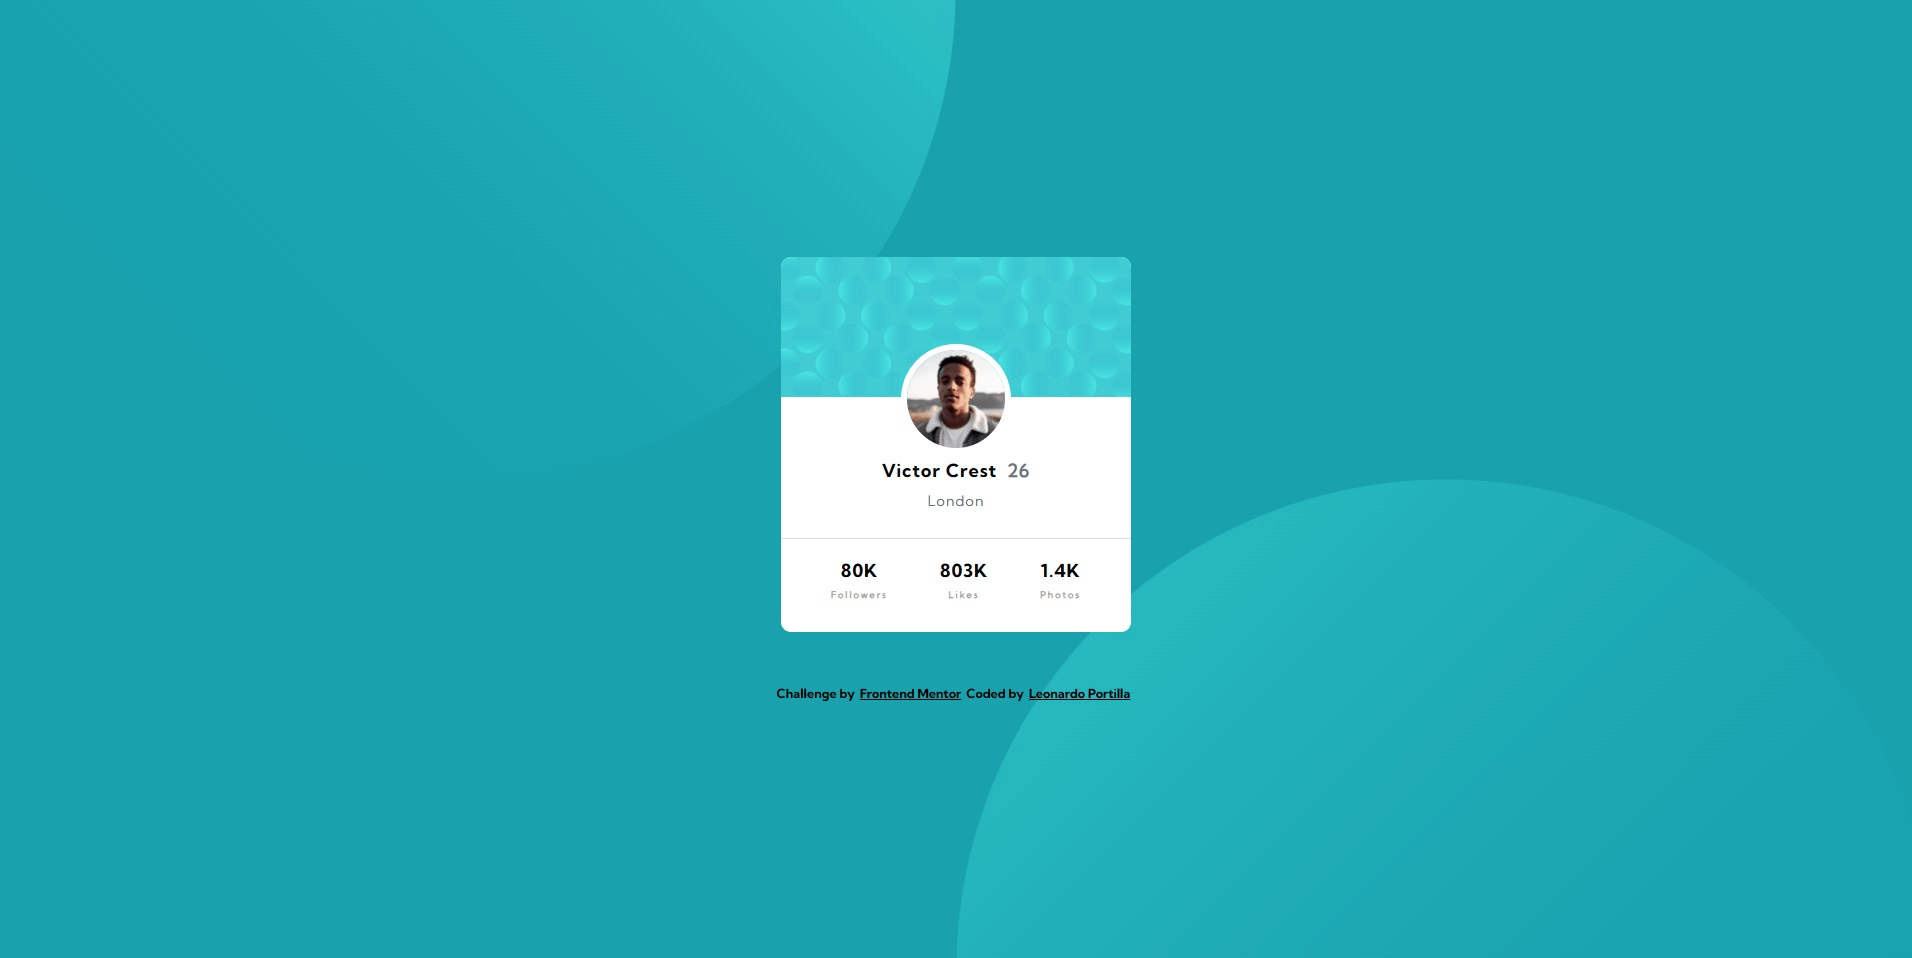 Victor Crest 26
London
80K 803K 1.4K
Followers Likes Photos
Challenge by Frontend Mentor Coded by Leonardo Portilla